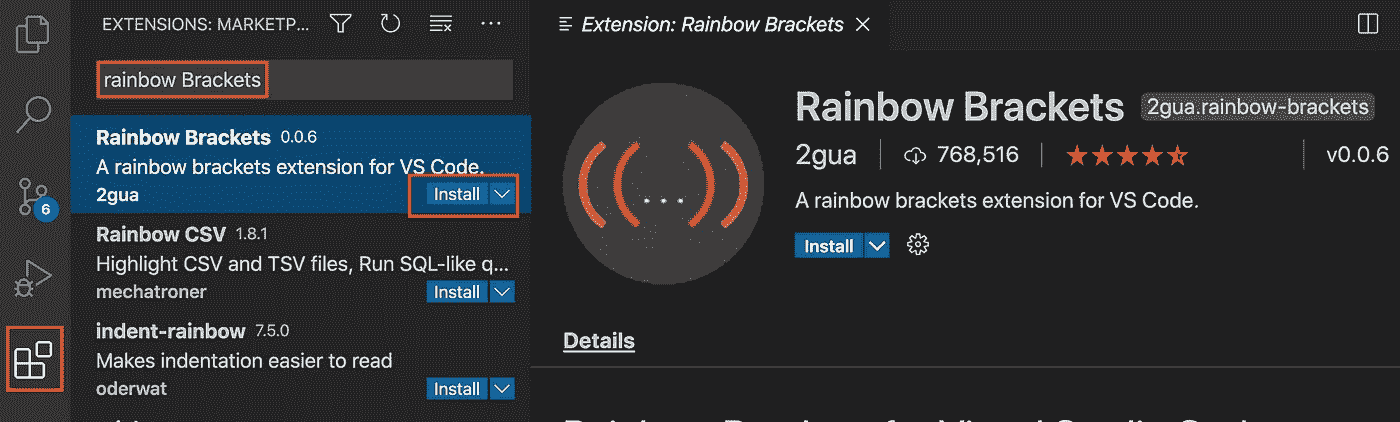 EXTENSIONS: MARKETP...
rainbow Brackets
Rainbow Brackets 0.0.6
A rainbow brackets extension for VS Code.
2gua Install
Rainbow CSV 1.8.1
Highlight CSV and TSV files, Run SQL-like q...
mechatroner Install
indent-rainbow 7.5.0
Makes indentation easier to read
oderwat Install
6
Extension: Rainbow Brackets
Rainbow Brackets 2gua.rainbow-brackets
2gua 768,516 v0.0.6
A rainbow brackets extension for VS Code.
Install
Details